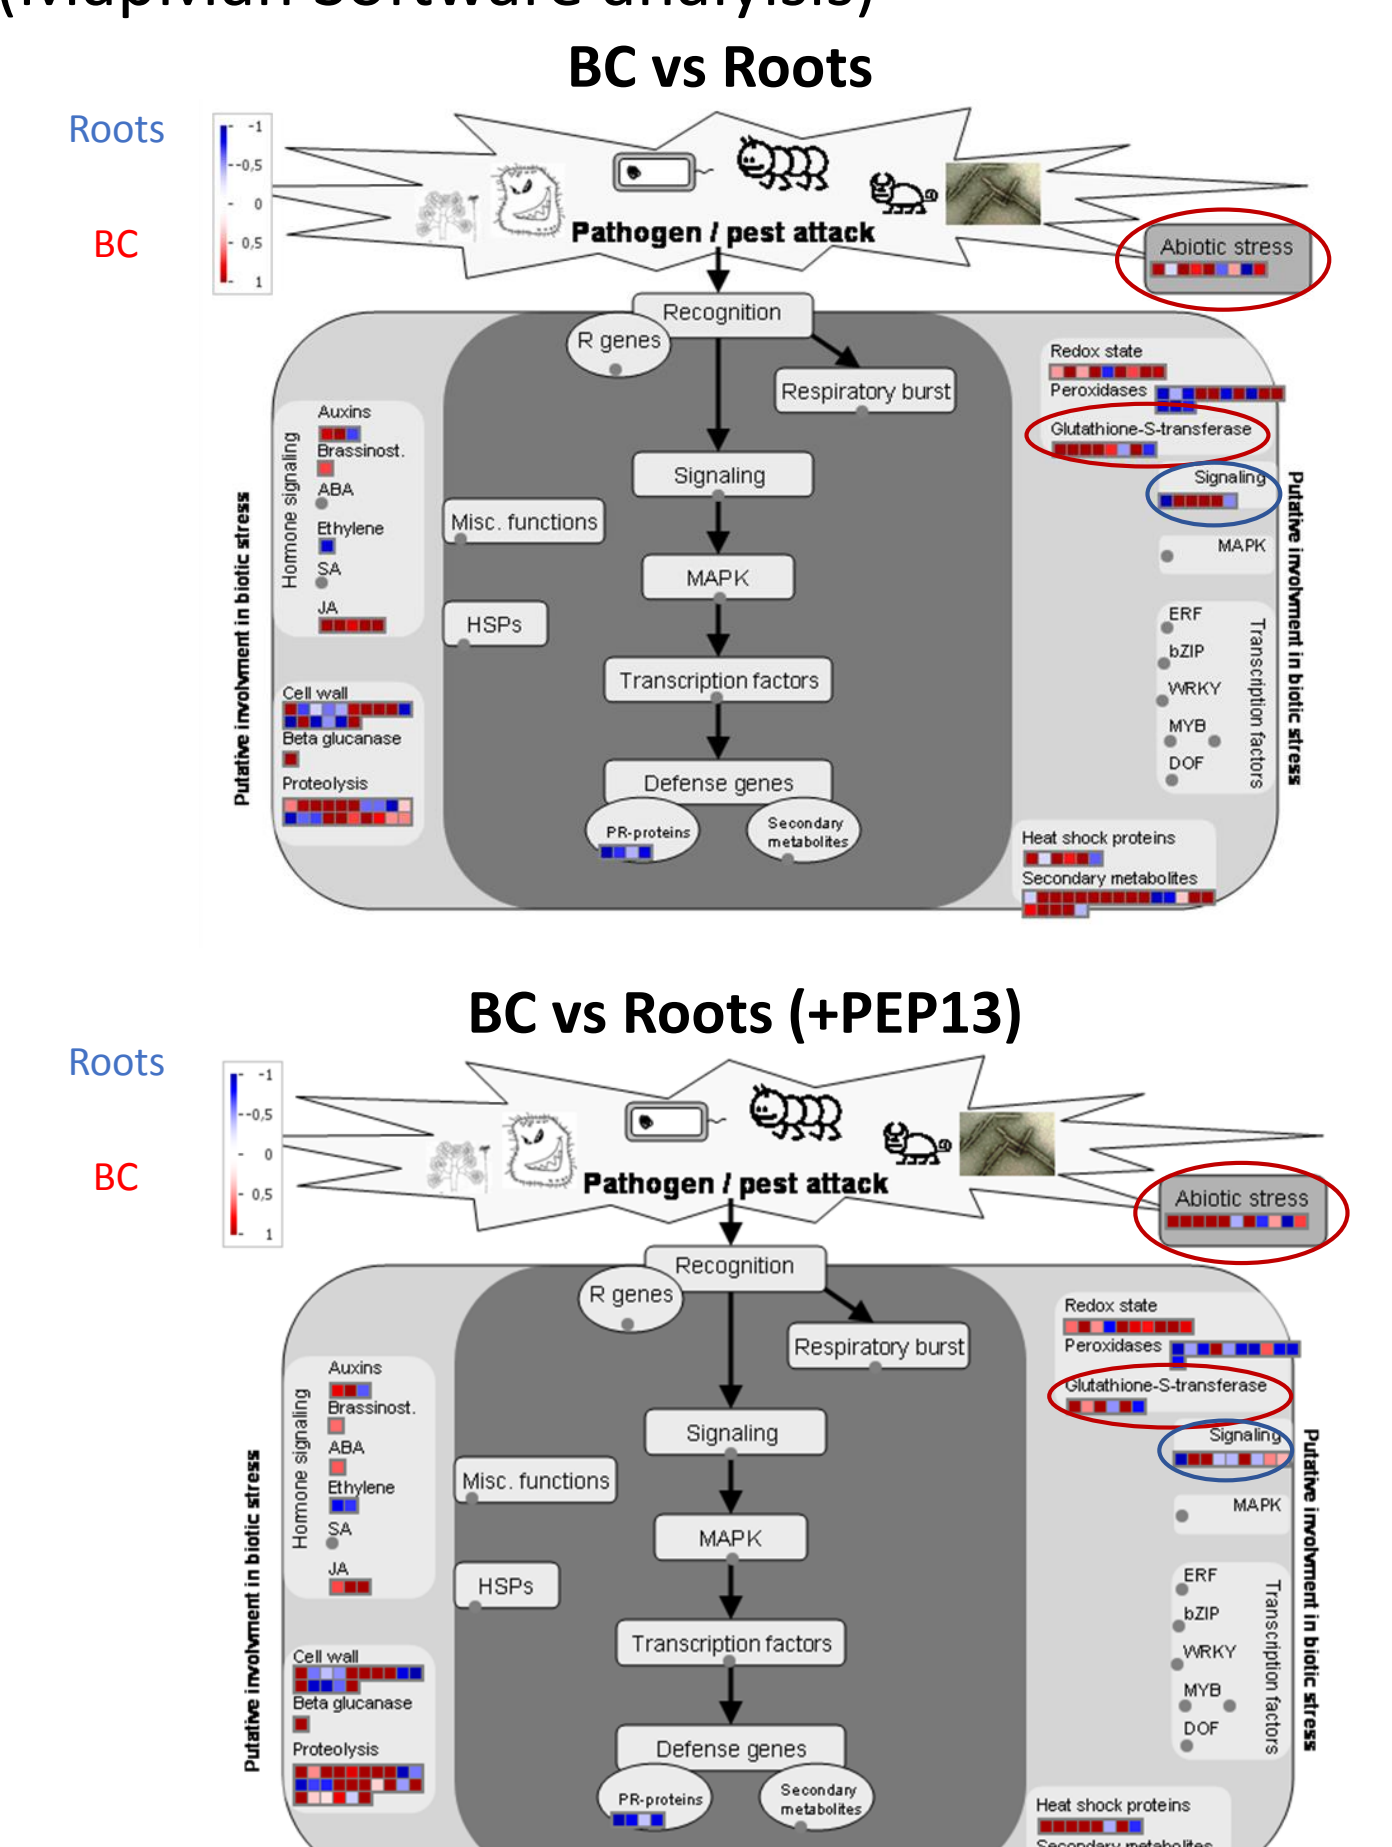 (MapMan Software analylsis)
BC vs Roots
Roots
BC
-1
-0,5
0
0,5
1
Pathogen / pest attack
Abiotic stress
Recognition
R genes
Respiratory burst
Redox state
Peroxidases
Glutathione-S-transferase
Signaling
MAPK
ERF
bZIP
WRKY
MYB
DOF
Transcription factors
Putative involvment in biotic stress
Heat shock proteins
Secondary metabolites
Putative involvment in biotic stress
Hormone signaling
Auxins
Brassinost.
ABA
Ethylene
SA
JA
Cell wall
Beta glucanase
Proteolysis
Signaling
Misc. functions
MAPK
HSPs
Transcription factors
Defense genes
PR-proteins
Secondary
metabolites
BC vs Roots (+PEP13)
Roots
BC
-1
-0,5
0
0,5
1
Pathogen / pest attack
Abiotic stress
Recognition
R genes
Respiratory burst
Redox state
Peroxidases
Glutathione-S-transferase
Signaling
MAPK
ERF
bZIP
WRKY
MYB
DOF
Transcription factors
Putative involvment in biotic stress
Heat shock proteins
Secondary metabolites
Putative involvment in biotic stress
Hormone signaling
Auxins
Brassinost.
ABA
Ethylene
SA
JA
Cell wall
Beta glucanase
Proteolysis
Signaling
Misc. functions
MAPK
HSPs
Transcription factors
Defense genes
PR-proteins
Secondary
metabolites